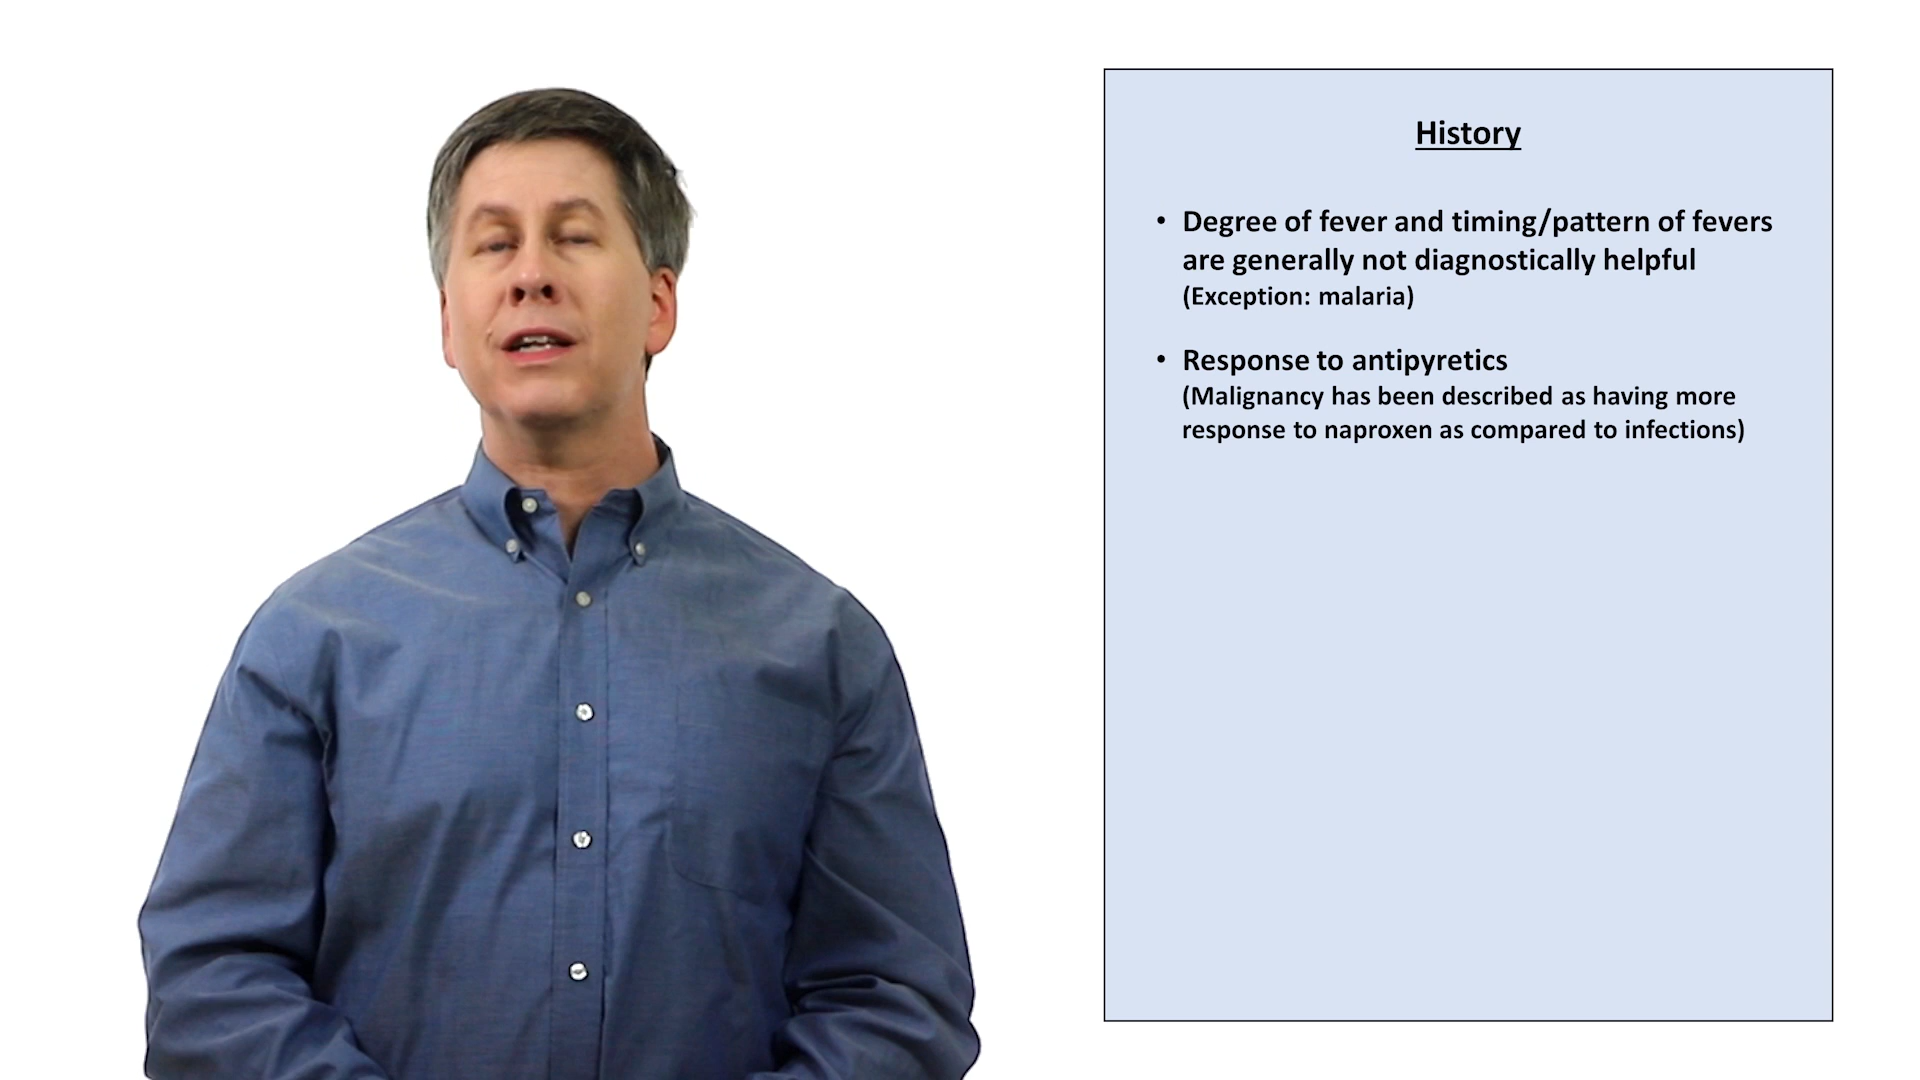 History
• Degree of fever and timing/pattern of fevers
are generally not diagnostically helpful
(Exception: malaria)
• Response to antipyretics
(Malignancy has been described as having more
response to naproxen as compared to infections)